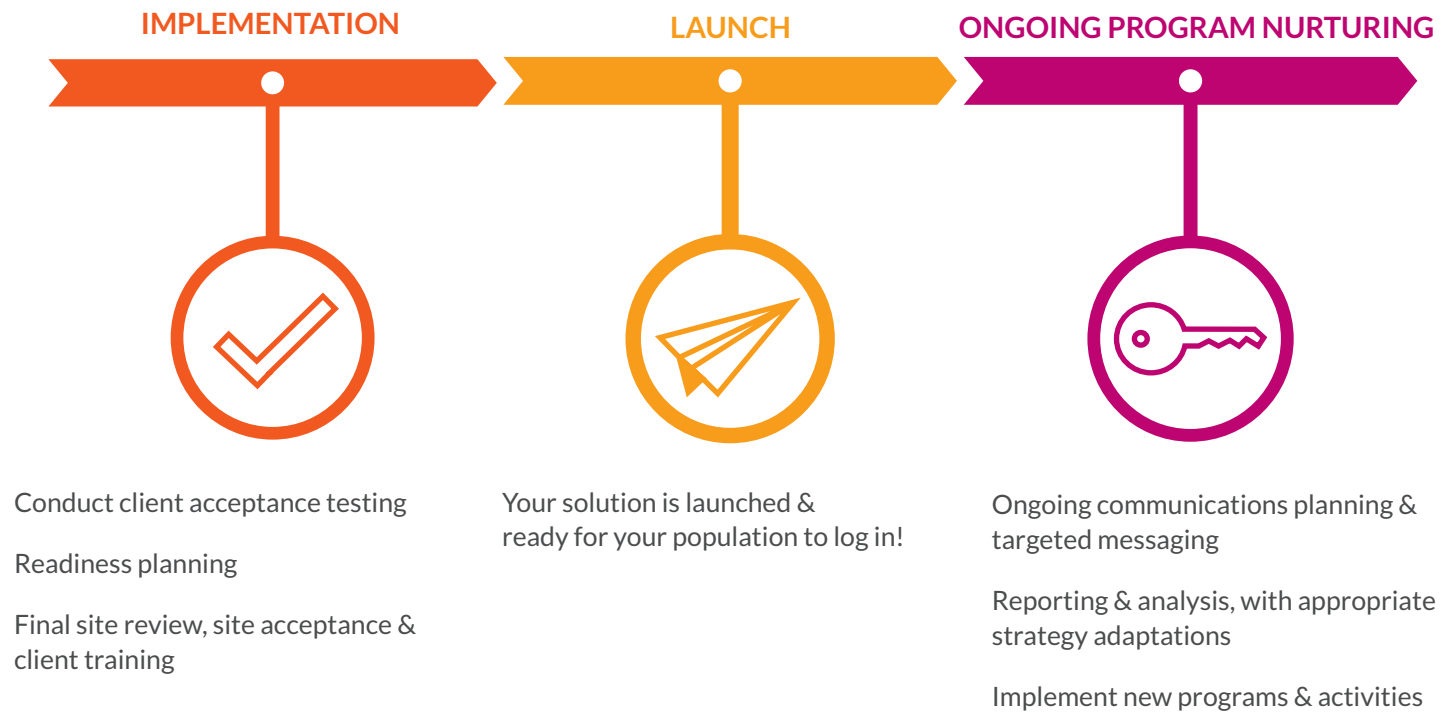 IMPLEMENTATION
LAUNCH
ONGOING PROGRAM NURTURING
Conduct client acceptance testing
Readiness planning
Final site review, site acceptance &
client training
Your solution is launched &
ready for your population to log in!
Ongoing communications planning &
targeted messaging
Reporting & analysis, with appropriate
strategy adaptations
Implement new programs & activities